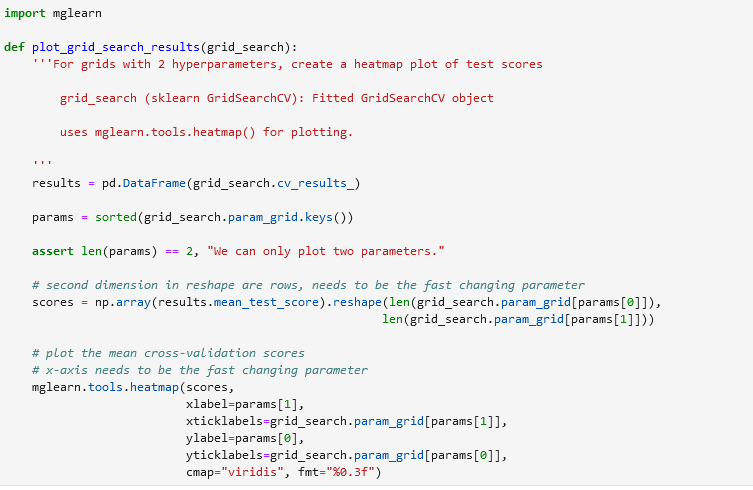 import mglearn
def plot_grid_search_results(grid_search):
    '''For grids with 2 hyperparameters, create a heatmap plot of test scores
        grid_search (sklearn GridSearchCV): Fitted GridSearchCV object
        uses mglearn.tools.heatmap() for plotting.
    '''
    results = pd.DataFrame(grid_search.cv_results_)
    params = sorted(grid_search.param_grid.keys())
    assert len(params) == 2, "We can only plot two parameters."
    # second dimension in reshape are rows, needs to be the fast changing parameter
    scores = np.array(results.mean_test_score).reshape(len(grid_search.param_grid[params[0]]),
                                                      len(grid_search.param_grid[params[1]]))
    # plot the mean cross-validation scores
    # x-axis needs to be the fast changing parameter
    mglearn.tools.heatmap(scores,
                          xlabel=params[1],
                          xticklabels=grid_search.param_grid[params[1]],
                          ylabel=params[0],
                          yticklabels=grid_search.param_grid[params[0]],
                          cmap="viridis", fmt="%0.3f")